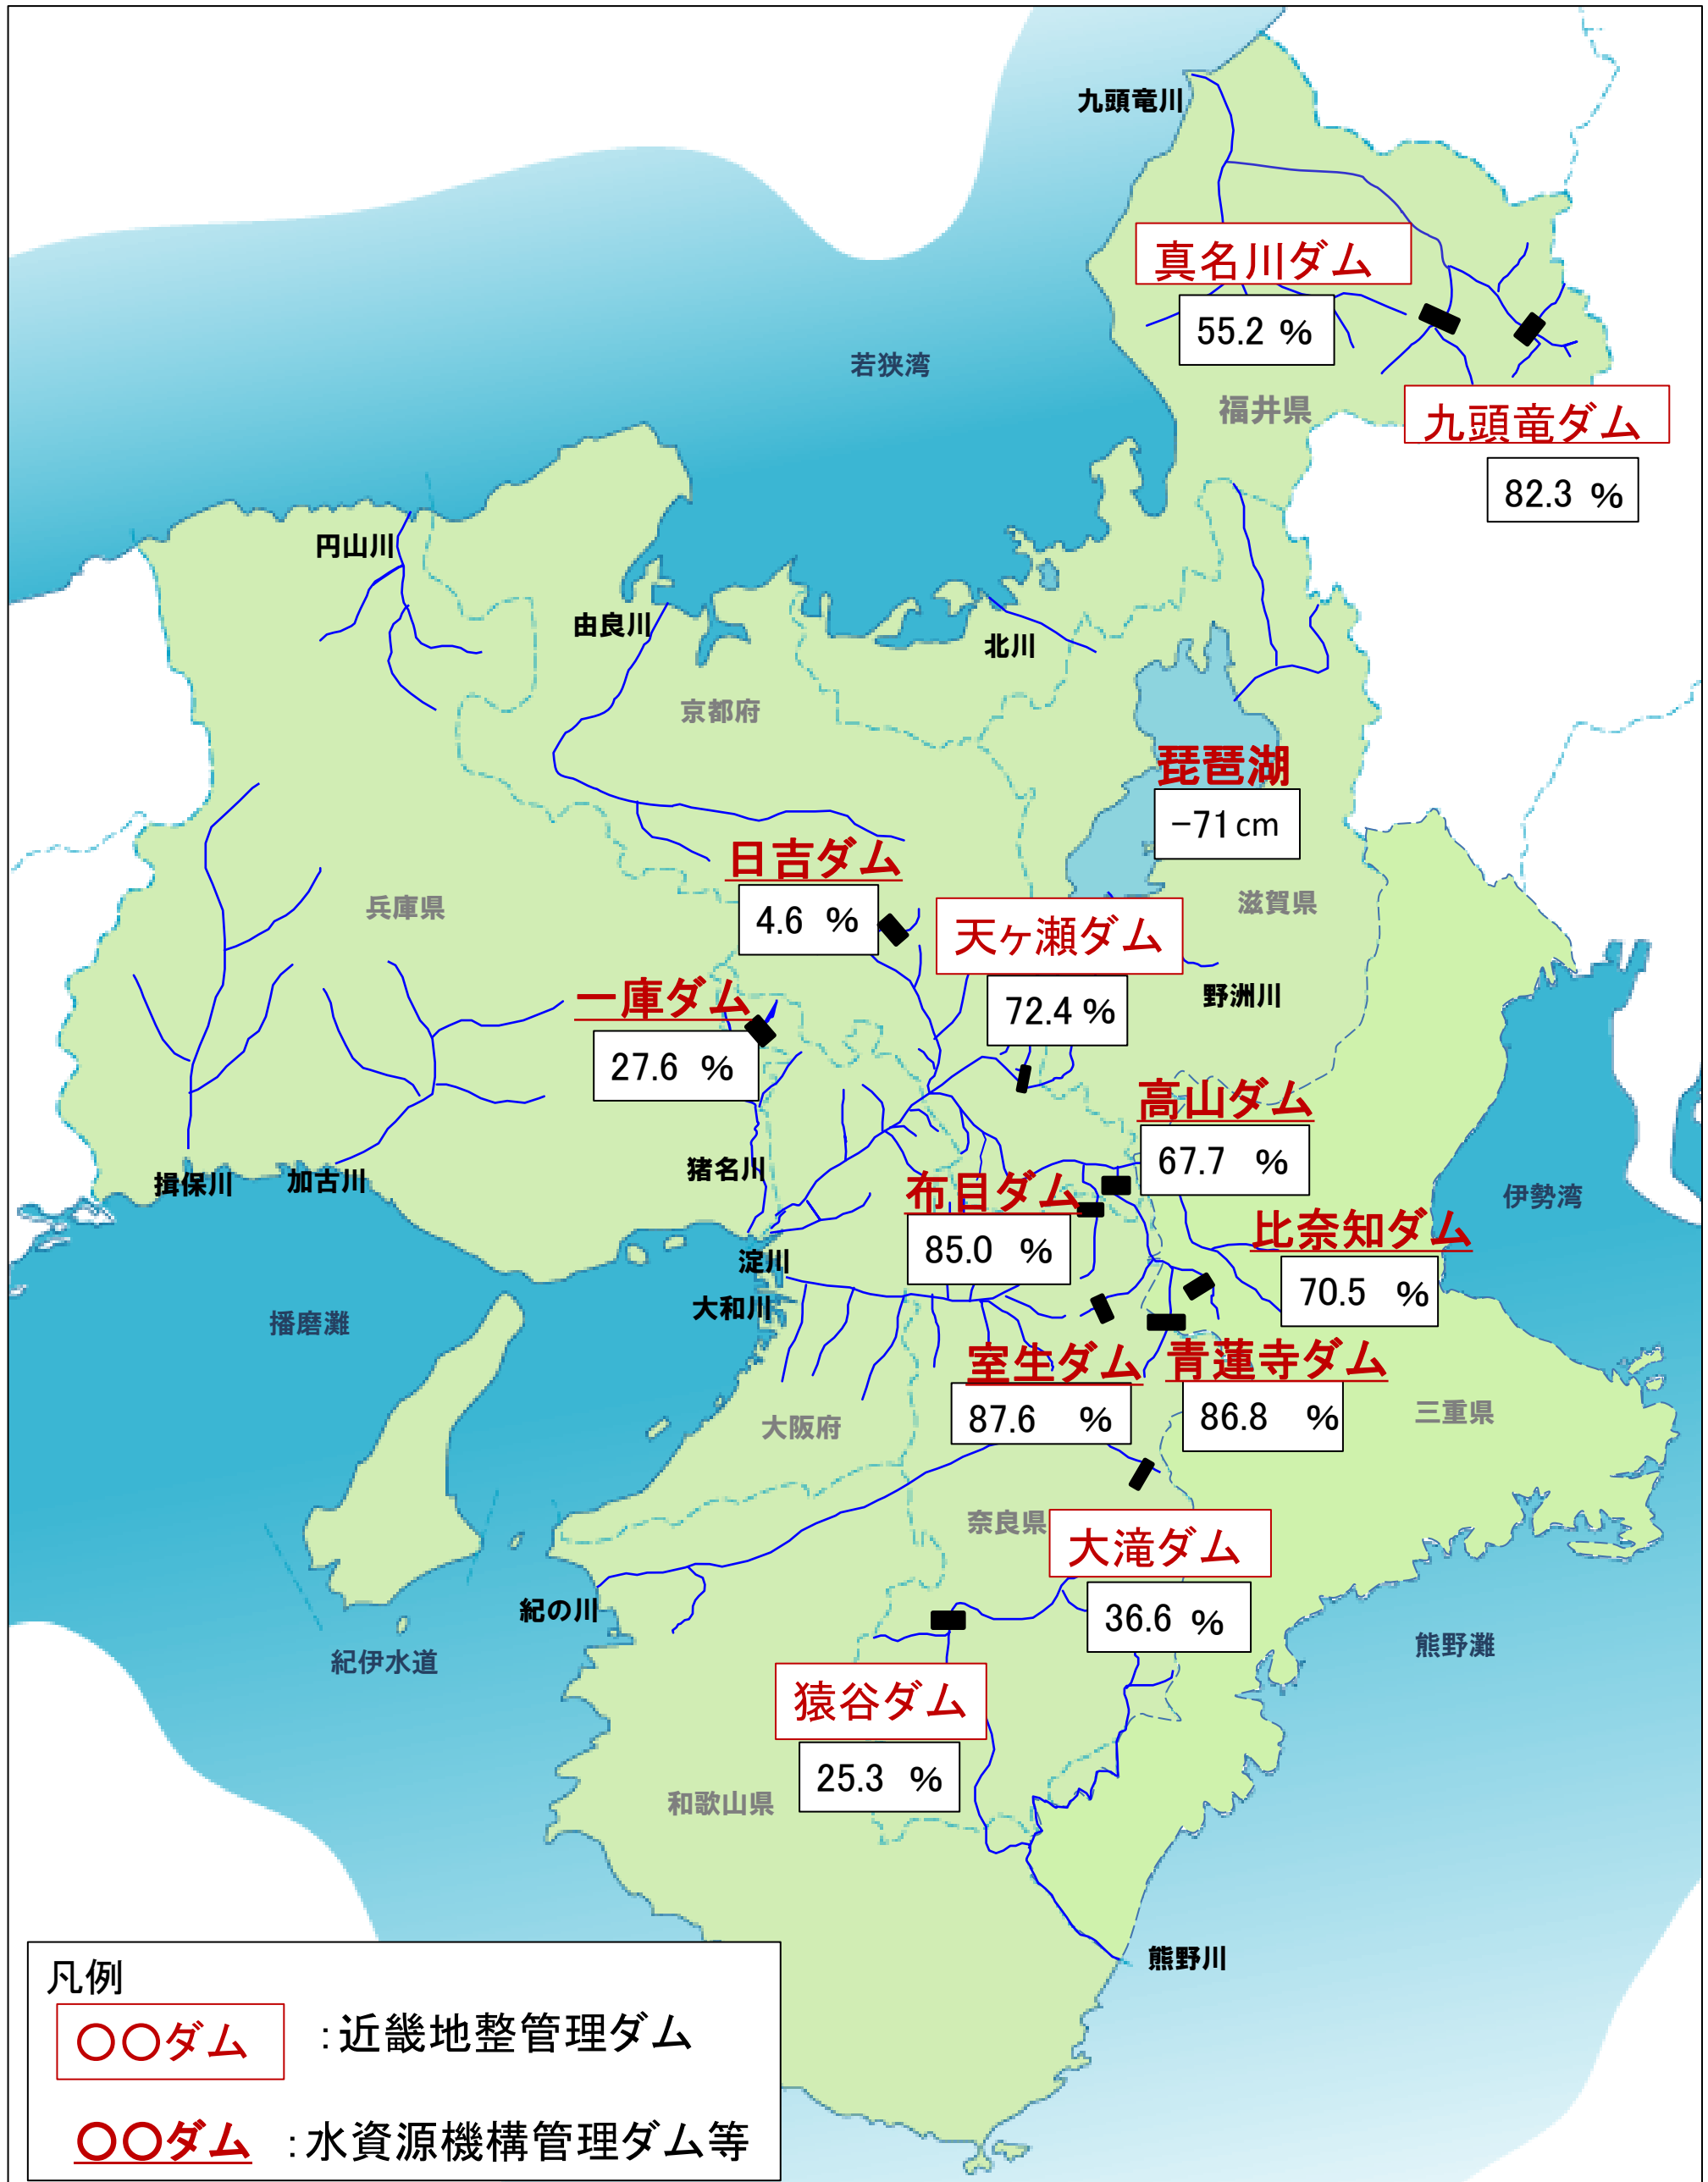 九頭竜川
真名川ダム
55.2 %
若狭湾
福井県
九頭竜ダム
82.3 %
円山川
由良川
北川
京都府
琵琶湖
-71cm
日吉ダム
4.6 %
兵庫県
滋賀県
天ヶ瀬ダム
72.4 %
野洲川
一庫ダム
27.6 %
高山ダム
67.7 %
猪名川
揖保川
加古川
布目ダム
85.0 %
伊勢湾
比奈知ダム
70.5 %
淀川
大和川
播磨灘
室生ダム
87.6 %
青蓮寺ダム
86.8 %
三重県
大阪府
奈良県
大滝ダム
36.6 %
紀の川
紀伊水道
熊野灘
猿谷ダム
25.3 %
和歌山県
熊野川
凡例
○○ダム :近畿地整管理ダム
○○ダム :水資源機構管理ダム等